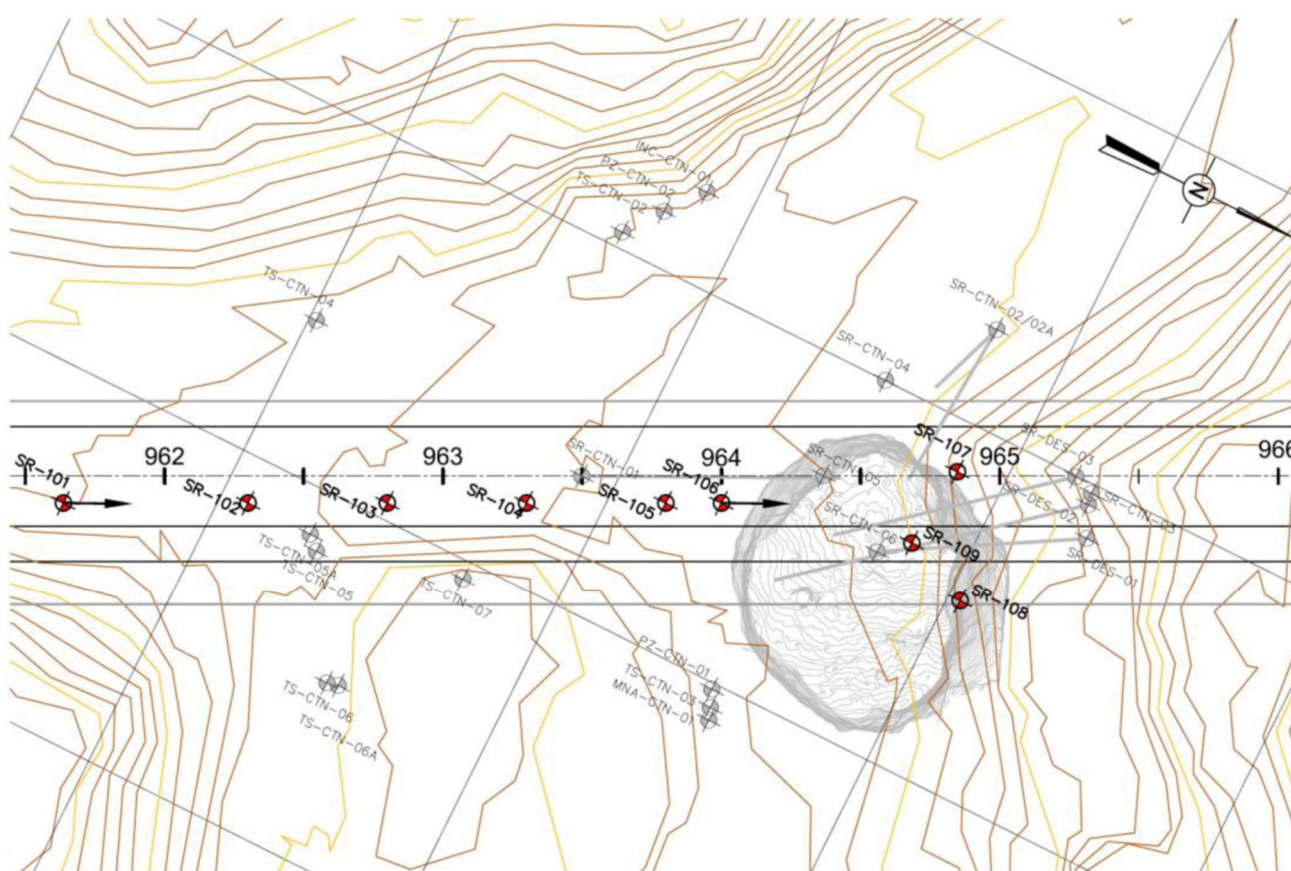 INC-CTN-01
PZ-CTN-02
TS-CTN-02
N
TS-CTN-04
SR-CTN-02/02A
SR-CTN-04
SR-107
SR-DES-03
962
963
964
965
966
SR-101
SR-102
SR-103
SR-104
SR-CTN-01
SR-105
SR-106
SR-CTN-05
SR-DES-02
SR-CTN-03
SR-CTN-06
SR-109
SR-DES-01
TS-CTN-05A
TS-CTN-05
TS-CTN-07
SR-108
PZ-CTN-01
TS-CTN-03
MNA-CTN-01
TS-CTN-06
TS-CTN-06A